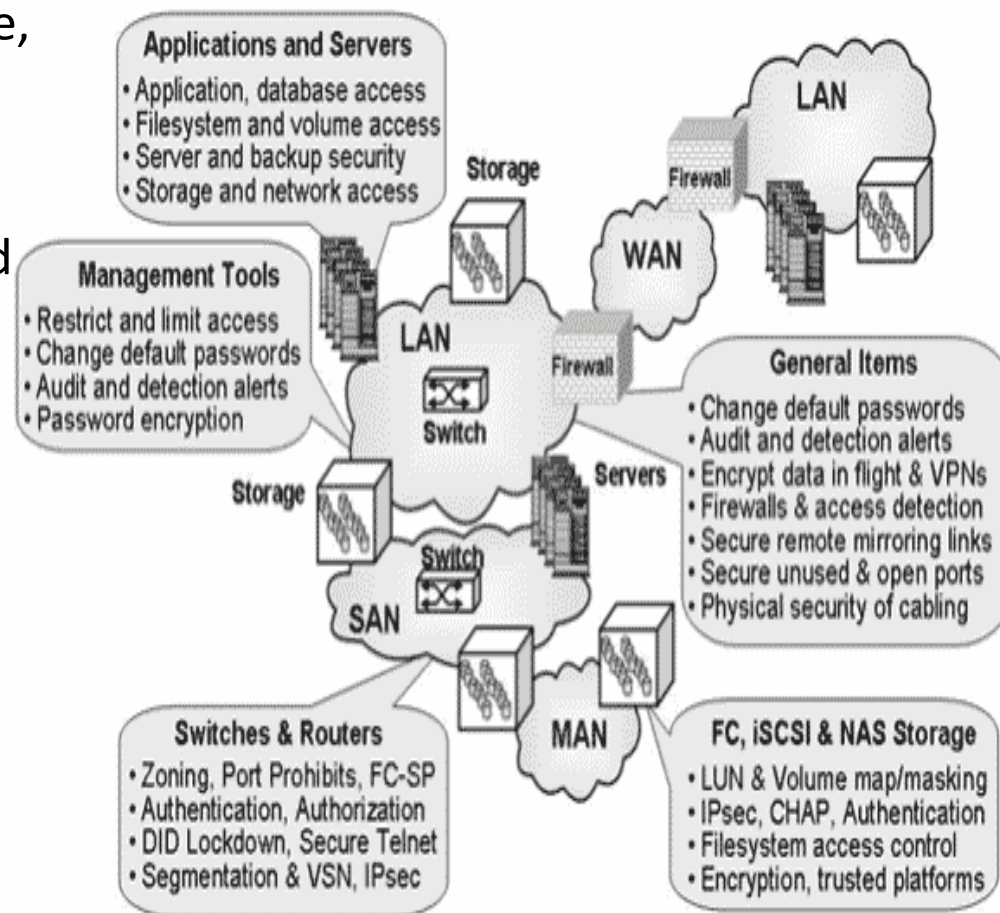 e,
d
Applications and Servers
• Application, database access
• Filesystem and volume access
• Server and backup security
• Storage and network access
Storage
LAN
Firewall
WAN
Management Tools
• Restrict and limit access
• Change default passwords
• Audit and detection alerts
• Password encryption
LAN
Switch
Firewall
General Items
• Change default passwords
• Audit and detection alerts
• Encrypt data in flight & VPNs
• Firewalls & access detection
• Secure remote mirroring links
• Secure unused & open ports
• Physical security of cabling
Storage
Servers
Switch
SAN
MAN
Switches & Routers
• Zoning, Port Prohibits, FC-SP
• Authentication, Authorization
• DID Lockdown, Secure Telnet
• Segmentation & VSN, IPsec
FC, iSCSI & NAS Storage
• LUN & Volume map/masking
• IPsec, CHAP, Authentication
• Filesystem access control
• Encryption, trusted platforms